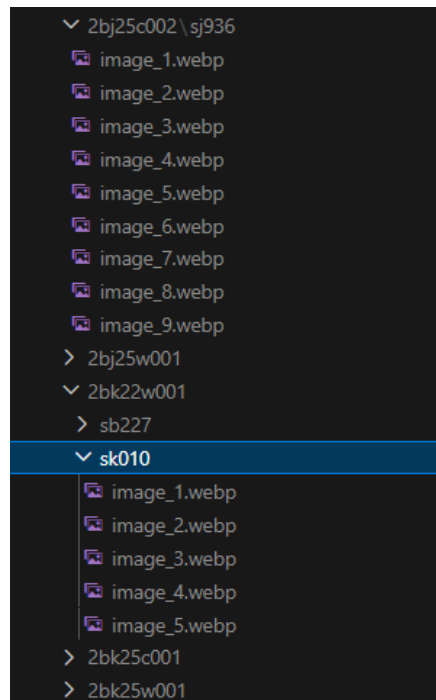 2bj25c002\sj936
image_1.webp
image_2.webp
image_3.webp
image_4.webp
image_5.webp
image_6.webp
image_7.webp
image_8.webp
image_9.webp
2bj25w001
2bk22w001
sb227
sk010
image_1.webp
image_2.webp
image_3.webp
image_4.webp
image_5.webp
2bk25c001
2bk25w001